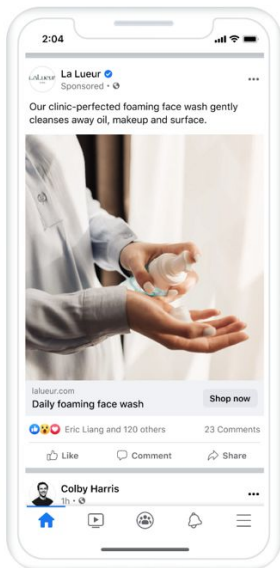 2:04
LaLueur
La Lueur
Sponsored •
•••
Our clinic-perfected foaming face wash gently
cleanses away oil, makeup and surface.
lalueur.com
Daily foaming face wash
Shop now
Eric Liang and 120 others
23 Comments
Like
Comment
Share
Colby Harris
1h •
•••